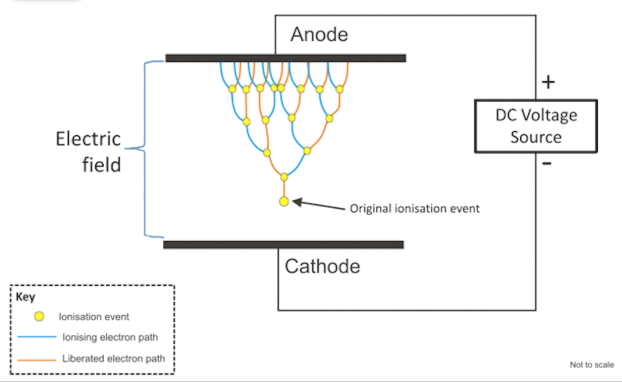 Anode
+
DC Voltage
Source
-
Electric
field
Original ionisation event
Cathode
Key
Ionisation event
Ionising electron path
Liberated electron path
Not to scale